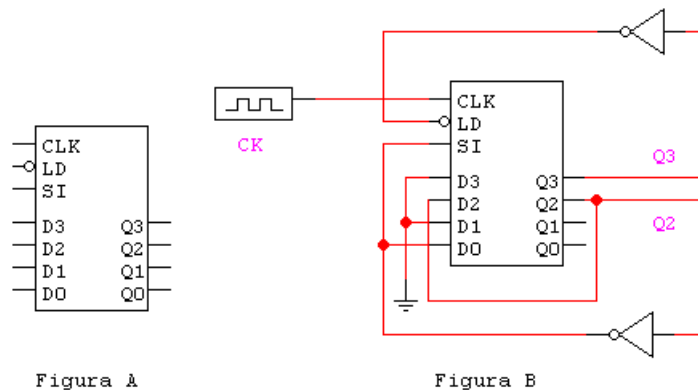 CLK
LD
SI
D3 Q3
D2 Q2
D1 Q1
D0 Q0
Figura A
CK
CLK
LD
SI
D3 Q3
D2 Q2
D1 Q1
D0 Q0
Q3
Q2
Figura B